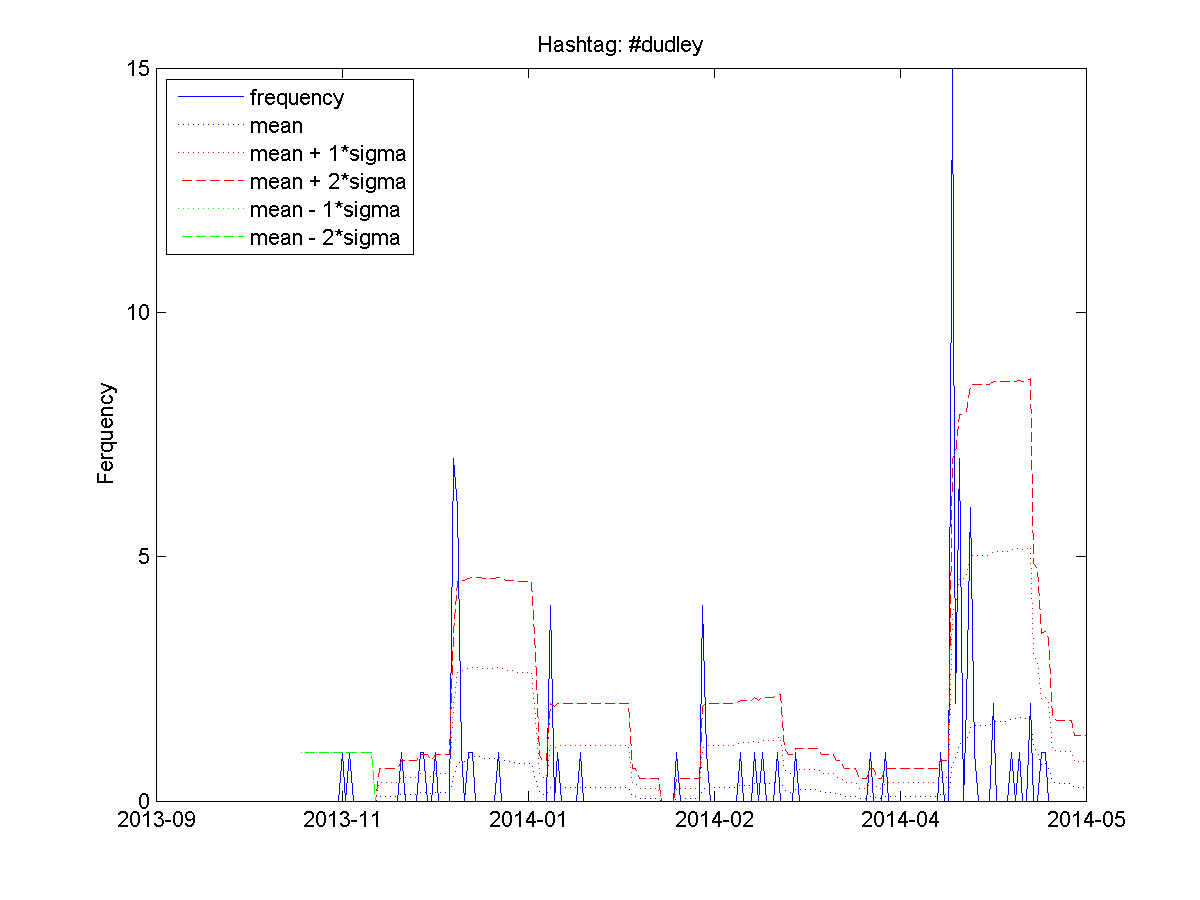 Hashtag: #dudley
15
frequency
mean
mean + 1*sigma
mean + 2*sigma
mean - 1*sigma
mean - 2*sigma
10
Ferquency
5
0
2013-09 2013-11 2014-01 2014-02 2014-04 2014-05